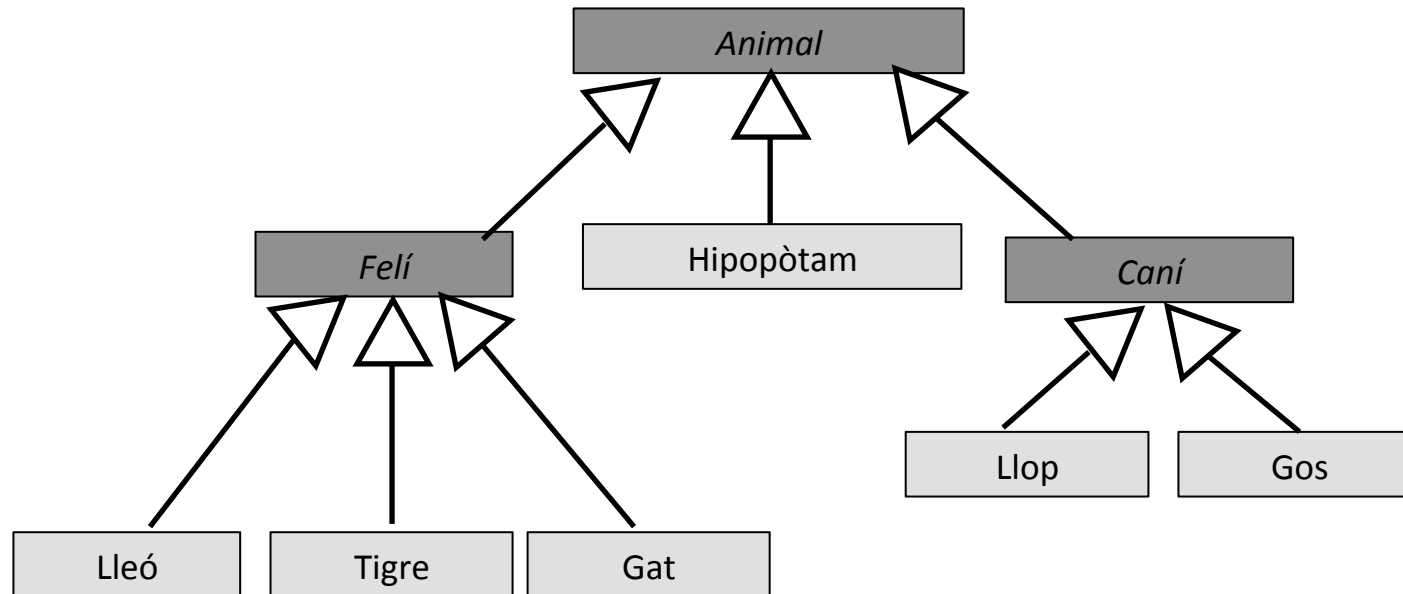 Animal
Felí
Hipopòtam
Caní
Llop
Gos
Lleó
Tigre
Gat